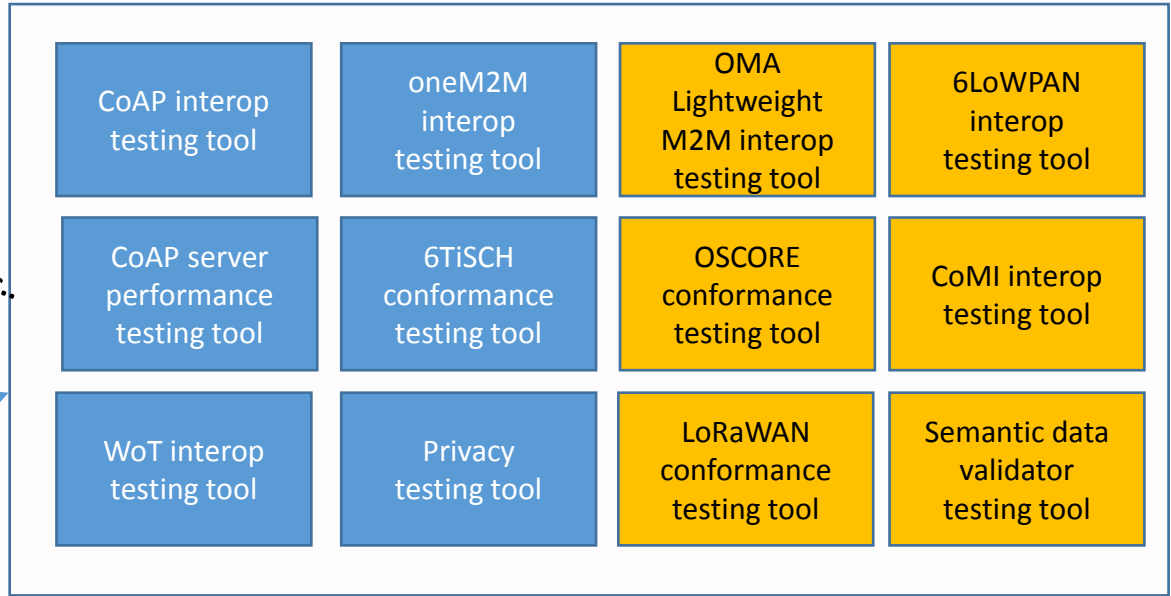 CoAP interop
testing tool
oneM2M
interop
testing tool
OMA
Lightweight
M2M interop
testing tool
6LoWPAN
interop
testing tool
CoAP server
performance
testing tool
6TiSCH
conformance
testing tool
OSCORE
conformance
testing tool
CoMI interop
testing tool
WoT interop
testing tool
Privacy
testing tool
LoRaWAN
conformance
testing tool
Semantic data
validator
testing tool